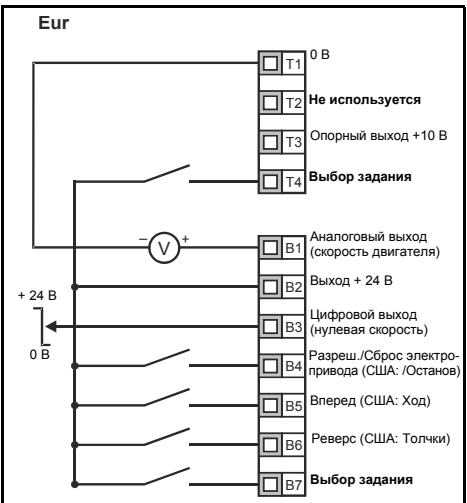 Eur
T1 0 В
T2 Не используется
T3 Опорный выход +10 В
T4 Выбор задания
– V +
B1 Аналоговый выход
(скорость двигателя)
B2 Выход + 24 В
+ 24 В
0 В
B3 Цифровой выход
(нулевая скорость)
B4 Разреш./Сброс электро-
привода (США: /Останов)
B5 Вперед (США: Ход)
B6 Реверс (США: Толчки)
B7 Выбор задания